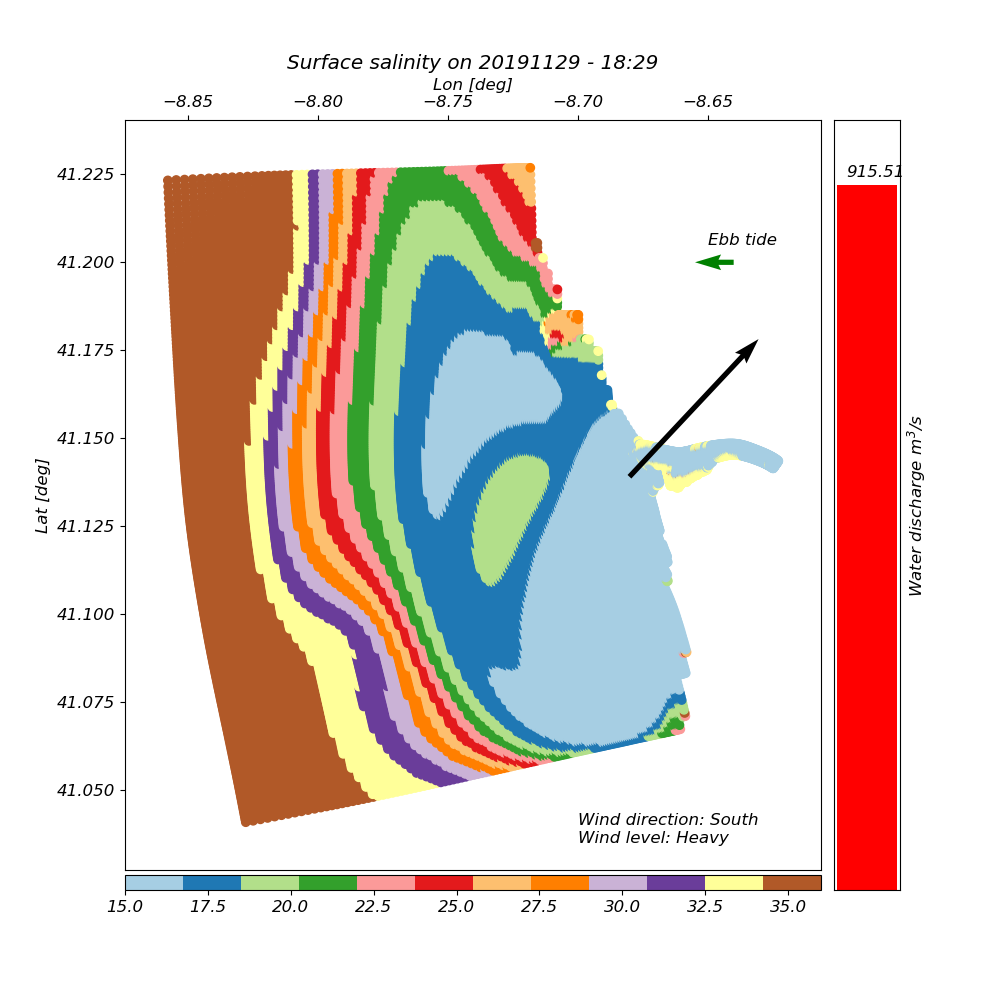 Surface salinity on 20191129 - 18:29
Lon [deg]
−8.85 −8.80 −8.75 −8.70 −8.65
915.51
41.225
Ebb tide
41.200
41.175
41.150
41.125
41.100
41.075
41.050
Lat [deg]
Water discharge m³/s
Wind direction: South
Wind level: Heavy
15.0 17.5 20.0 22.5 25.0 27.5 30.0 32.5 35.0